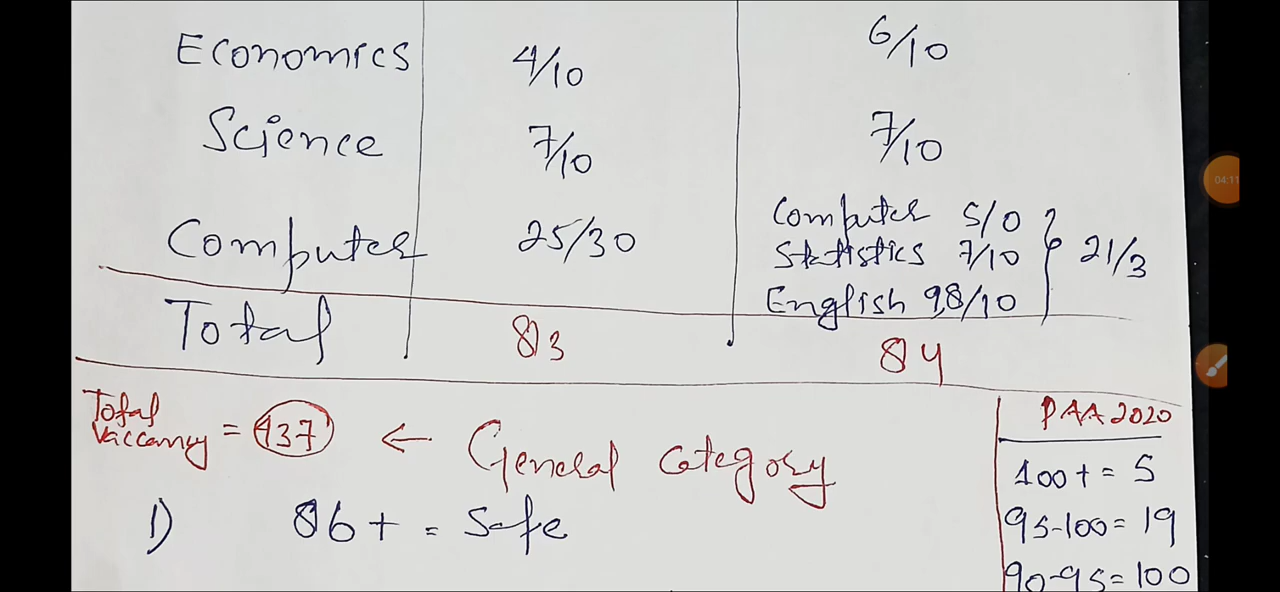 Economics 4/10 6/10
Science 7/10 7/10
Computer 25/30 Computer 5/0
Statistics 7/10 21/3
English 9,8/10
Total 83 84
Total
Vaccancy = 437 ← General category
1) 86+ = Safe
PAA 2020
100+ = 5
95-100 = 19
90-95 = 100
04:11